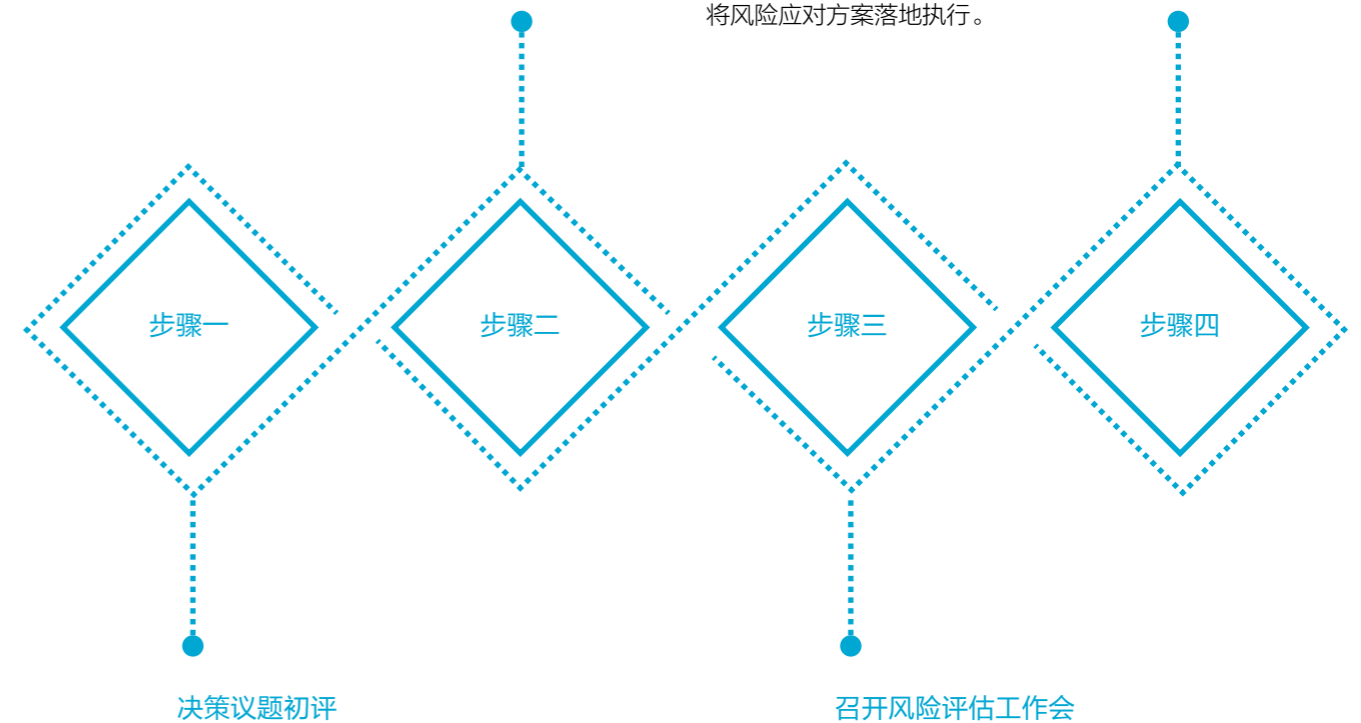 将风险应对方案落地执行。
步骤一
步骤二
步骤三
步骤四
决策议题初评
召开风险评估工作会